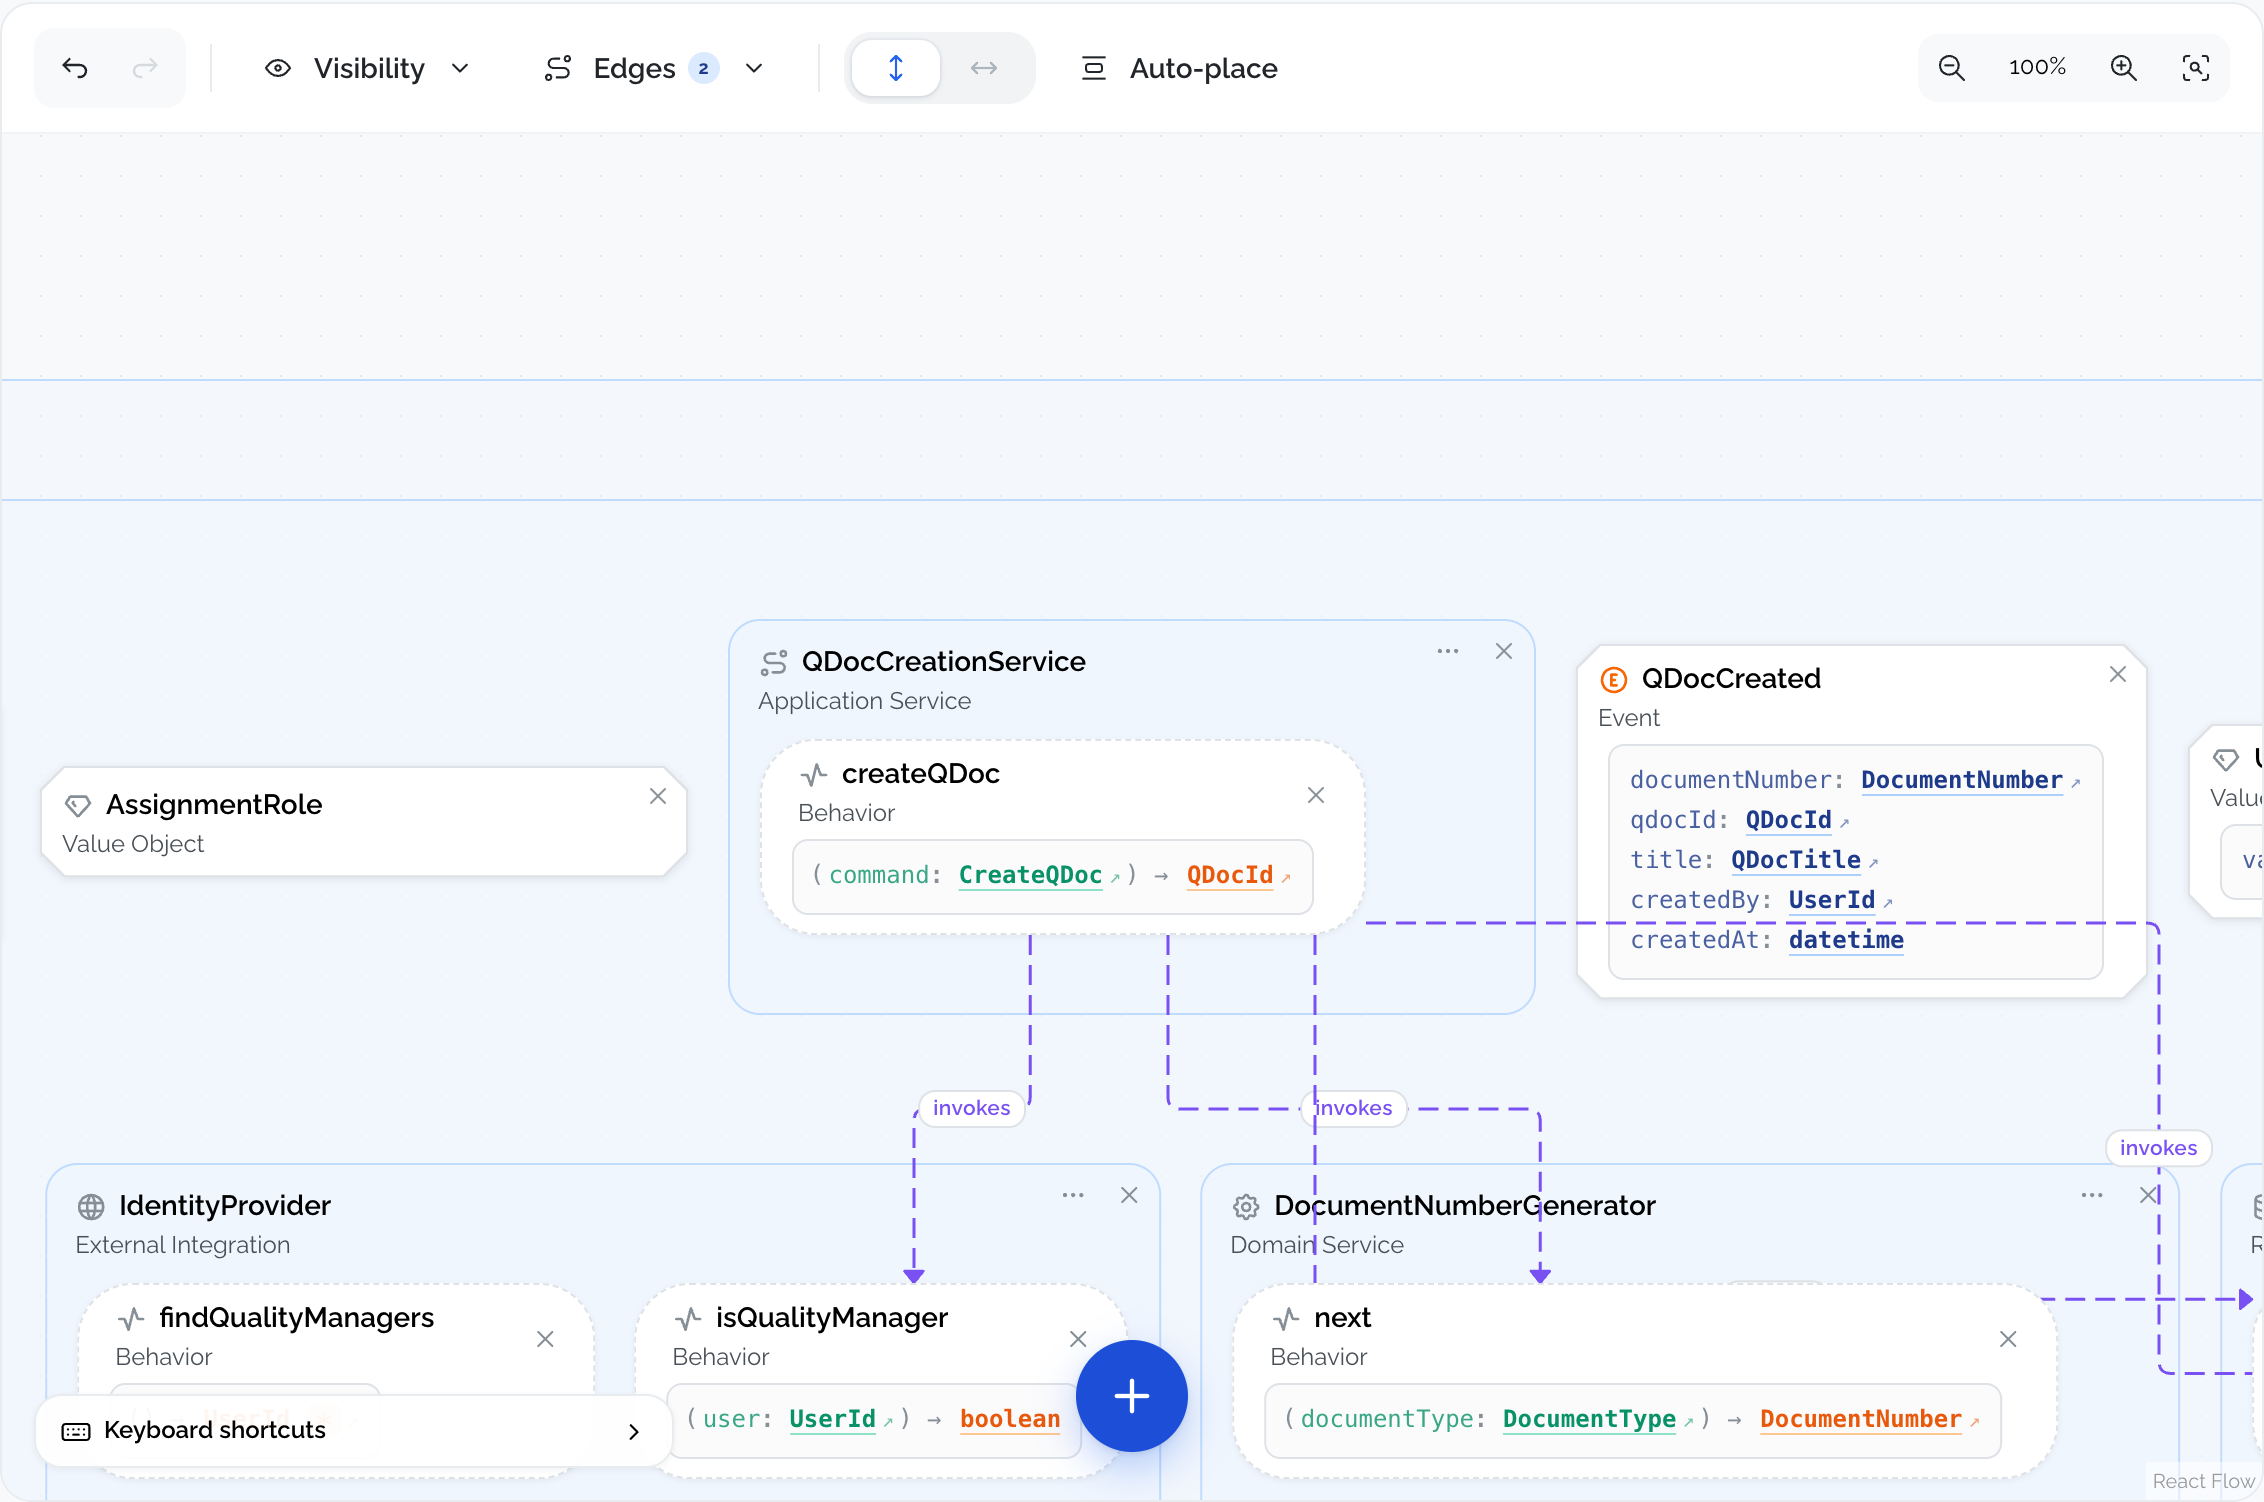 Visibility
Edges 2
Auto-place
100%
QDocCreationService
Application Service
createQDoc
Behavior
(command: CreateQDoc↗) → QDocId↗
QDocCreated
Event
documentNumber: DocumentNumber↗
qdocId: QDocId↗
title: QDocTitle↗
createdBy: UserId↗
createdAt: datetime
AssignmentRole
Value Object
invokes
invokes
invokes
IdentityProvider
External Integration
findQualityManagers
Behavior
isQualityManager
Behavior
(user: UserId↗) → boolean
DocumentNumberGenerator
Domain Service
next
Behavior
(documentType: DocumentType↗) → DocumentNumber↗
Keyboard shortcuts
React Flow